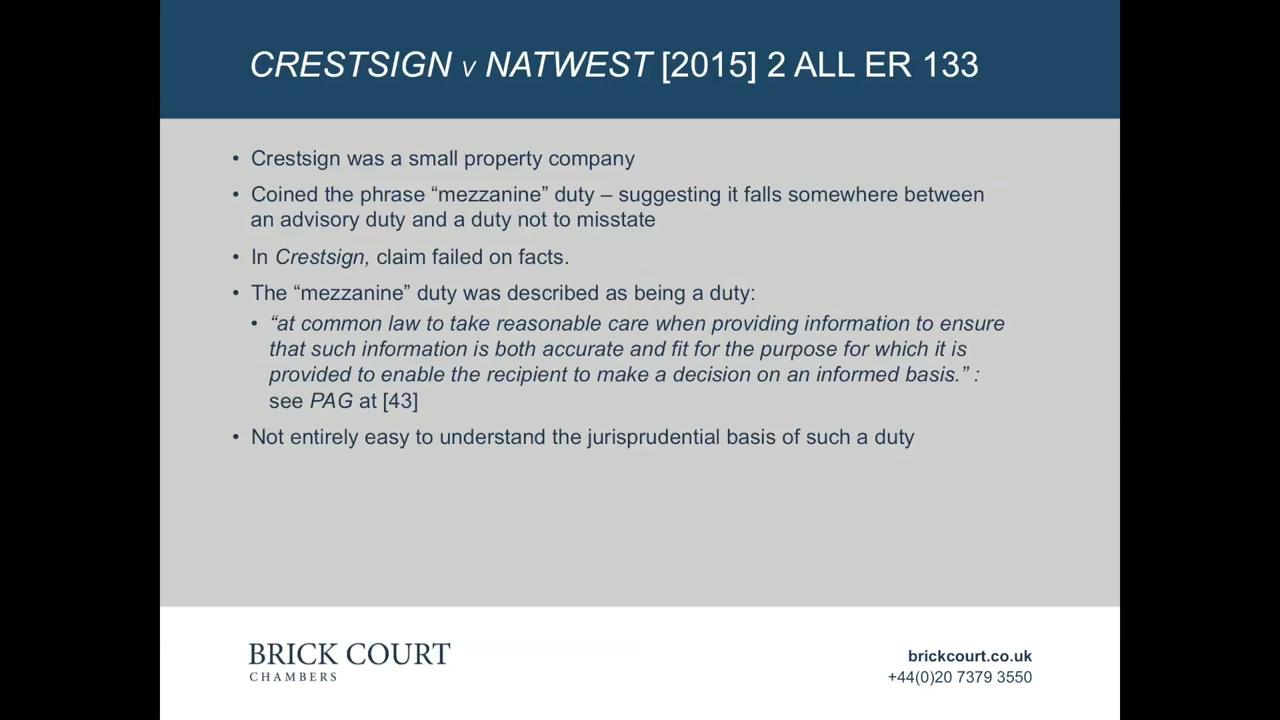 CRESTSIGN v NATWEST [2015] 2 ALL ER 133
• Crestsign was a small property company
• Coined the phrase “mezzanine” duty – suggesting it falls somewhere between
an advisory duty and a duty not to misstate
• In Crestsign, claim failed on facts.
• The “mezzanine” duty was described as being a duty:
• “at common law to take reasonable care when providing information to ensure
that such information is both accurate and fit for the purpose for which it is
provided to enable the recipient to make a decision on an informed basis.” :
see PAG at [43]
• Not entirely easy to understand the jurisprudential basis of such a duty
BRICK COURT
CHAMBERS
brickcourt.co.uk
+44(0)20 7379 3550